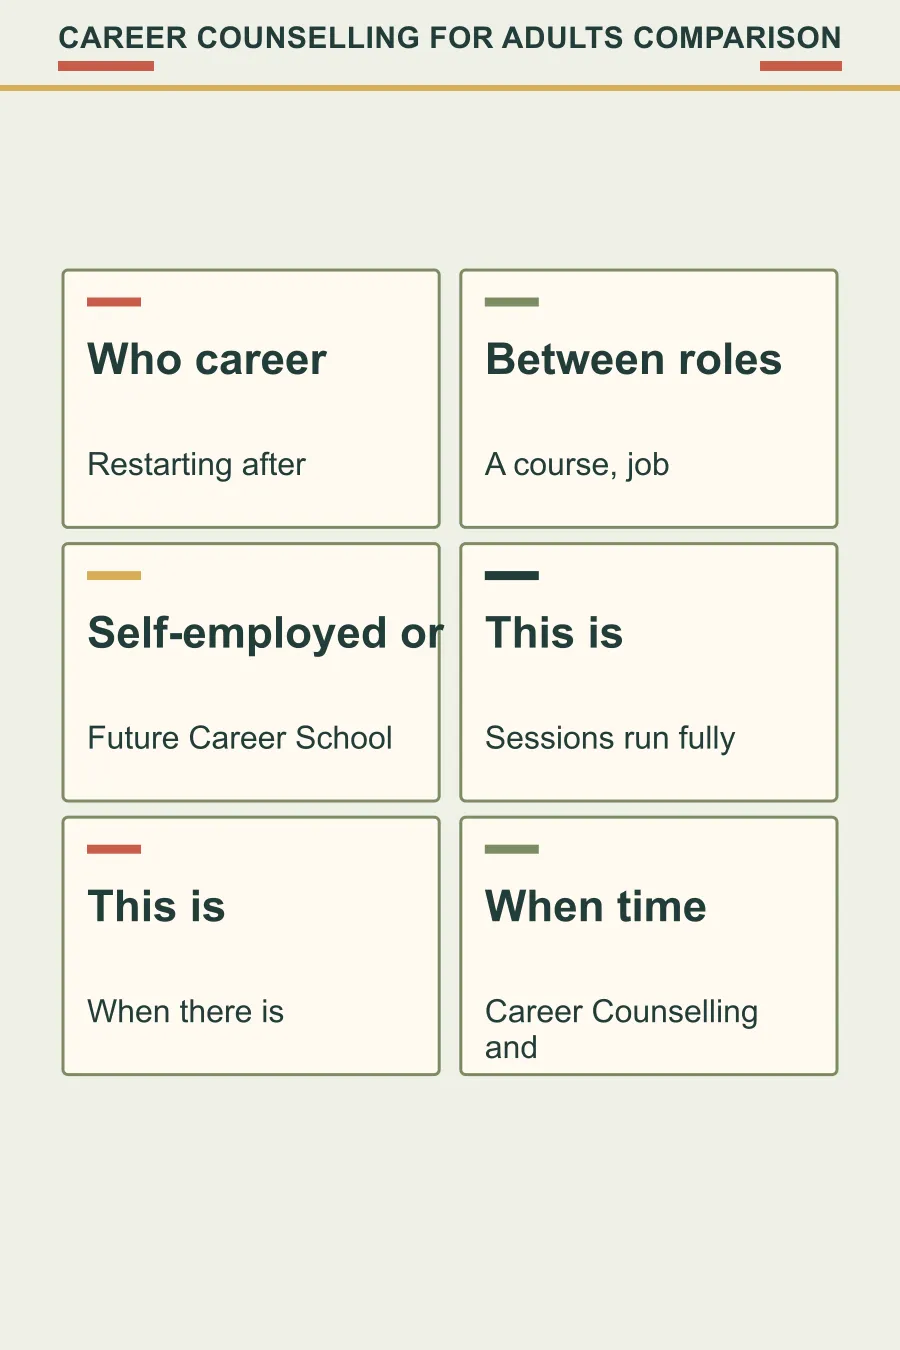 CAREER COUNSELLING FOR ADULTS COMPARISON
Who career
Restarting after
Between roles
A course, job
Self-employed or
Future Career School
This is
Sessions run fully
This is
When there is
When time
Career Counselling
and